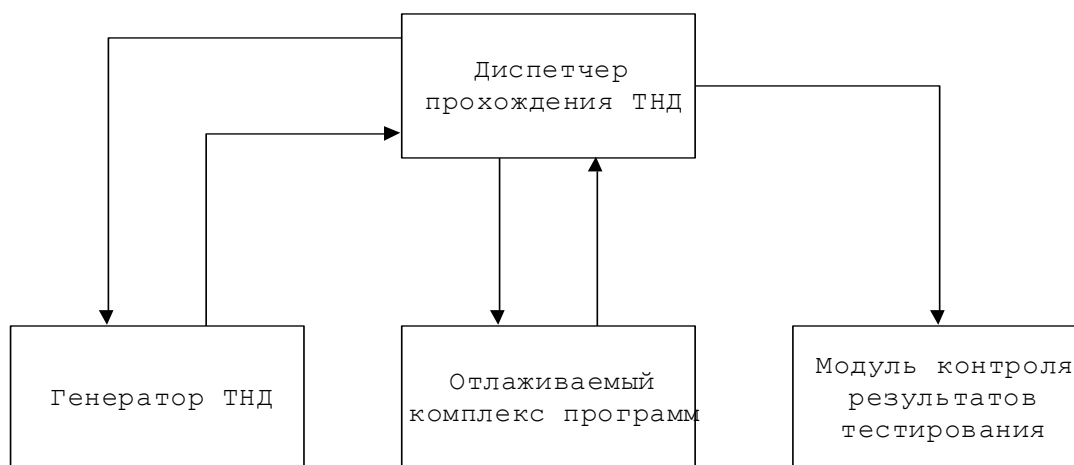 Диспетчер
прохождения ТНД
Генератор ТНД
Отлаживаемый
комплекс программ
Модуль контроля
результатов
тестирования